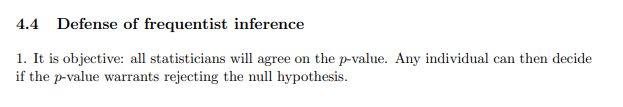 4.4 Defense of frequentist inference
1. It is objective: all statisticians will agree on the p-value. Any individual can then decide
if the p-value warrants rejecting the null hypothesis.